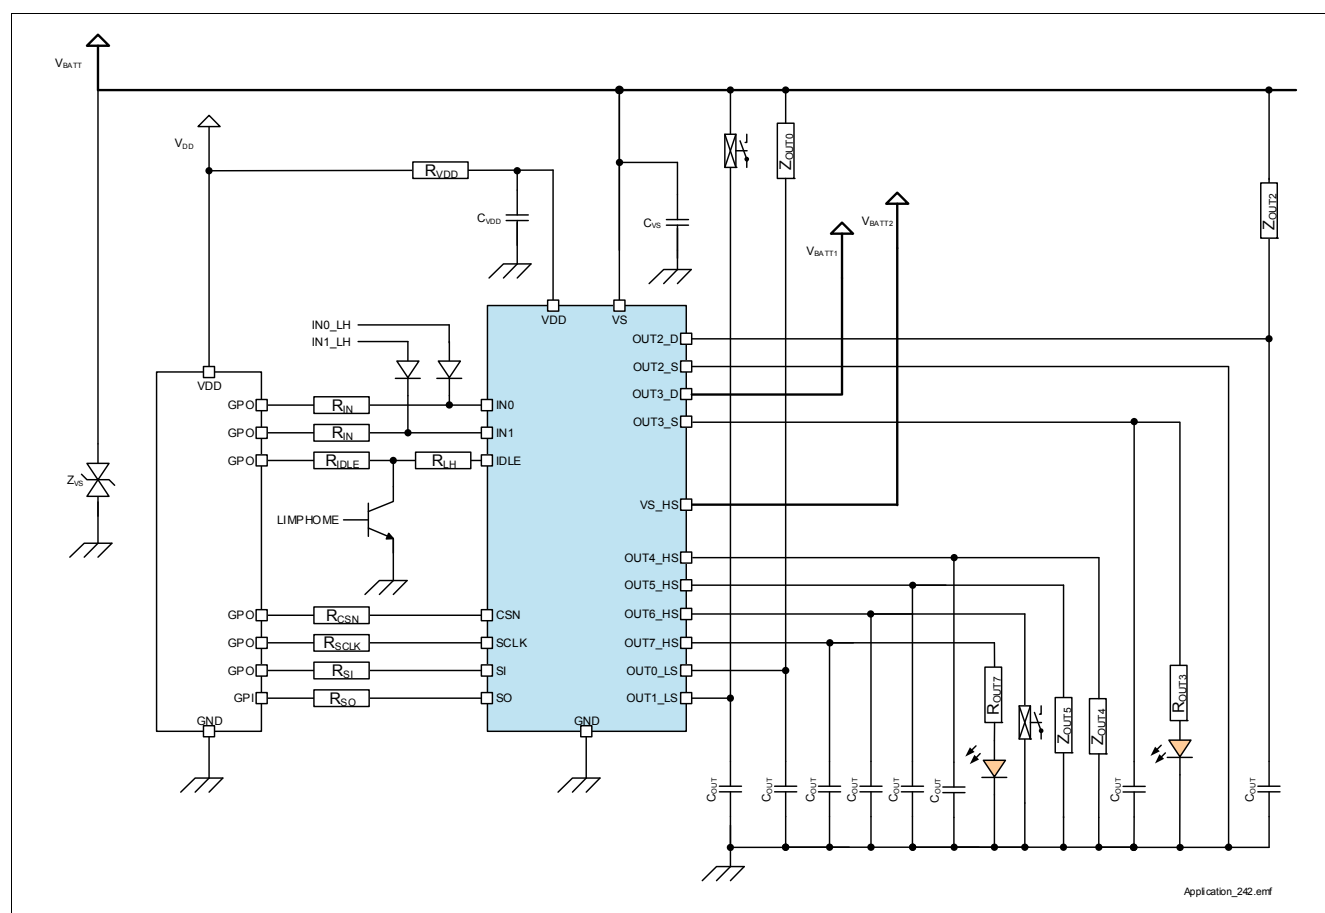 VBATT
VDD
RVDD
CVDD
CVS
ZOUT0
ZOUT2
VBATT2
VBATT1
VDD
VS
IN0_LH
IN1_LH
OUT2_D
OUT2_S
OUT3_D
OUT3_S
VDD
GPO
RIN
IN0
GPO
RIN
IN1
GPO
RIDLE
RLH
IDLE
ZVS
LIMPHOME
VS_HS
OUT4_HS
OUT5_HS
OUT6_HS
OUT7_HS
OUT0_LS
OUT1_LS
GPO
RCSN
CSN
GPO
RSCLK
SCLK
GPO
RSI
SI
GPI
RSO
SO
GND
GND
ROUT7
ZOUT5
ZOUT4
ROUT3
COUT
COUT
COUT
COUT
COUT
COUT
COUT
COUT
Application_242.emf